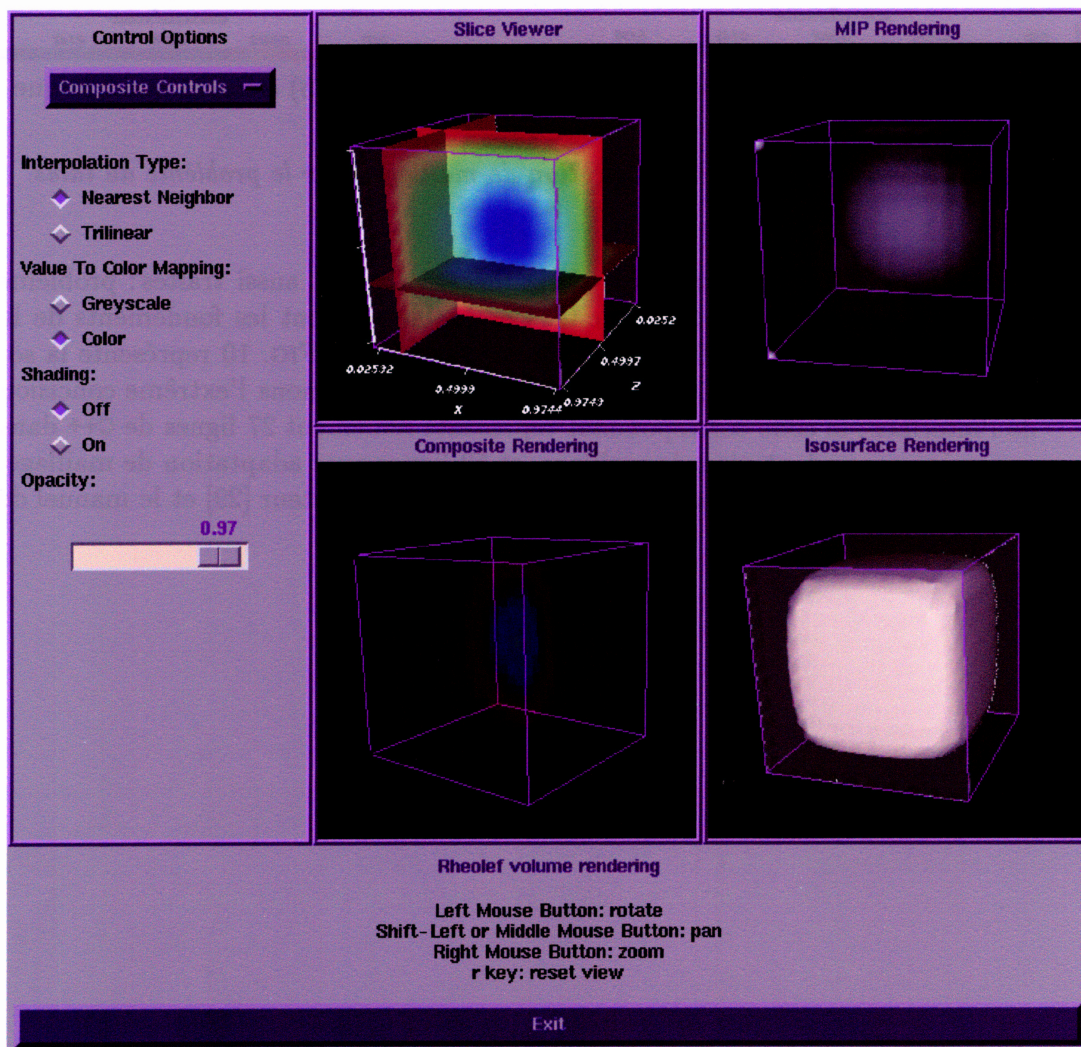 Control Options
Composite Controls
Interpolation Type:
Nearest Neighbor
Trilinear
Value To Color Mapping:
Greyscale
Color
Shading:
Off
On
Opacity:
0.97
Slice Viewer
0.02532
0.4999
X
0.9744
0.9743
0.4997
Z
0.0252
MIP Rendering
Composite Rendering
Isosurface Rendering
Rheolef volume rendering
Left Mouse Button: rotate
Shift-Left or Middle Mouse Button: pan
Right Mouse Button: zoom
r key: reset view
Exit